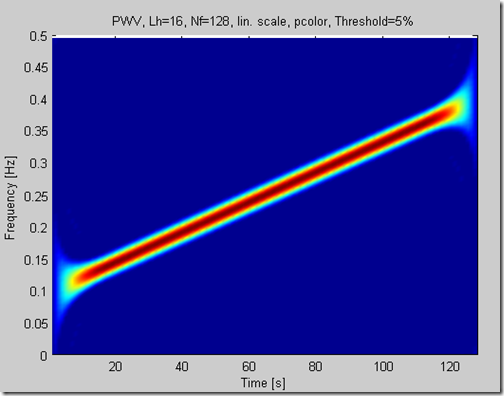 PWV, Lh=16, Nf=128, lin. scale, pcolor, Threshold=5%
0.5
0.45
0.4
0.35
0.3
0.25
0.2
0.15
0.1
0.05
0
Frequency [Hz]
20 40 60 80 100 120
Time [s]